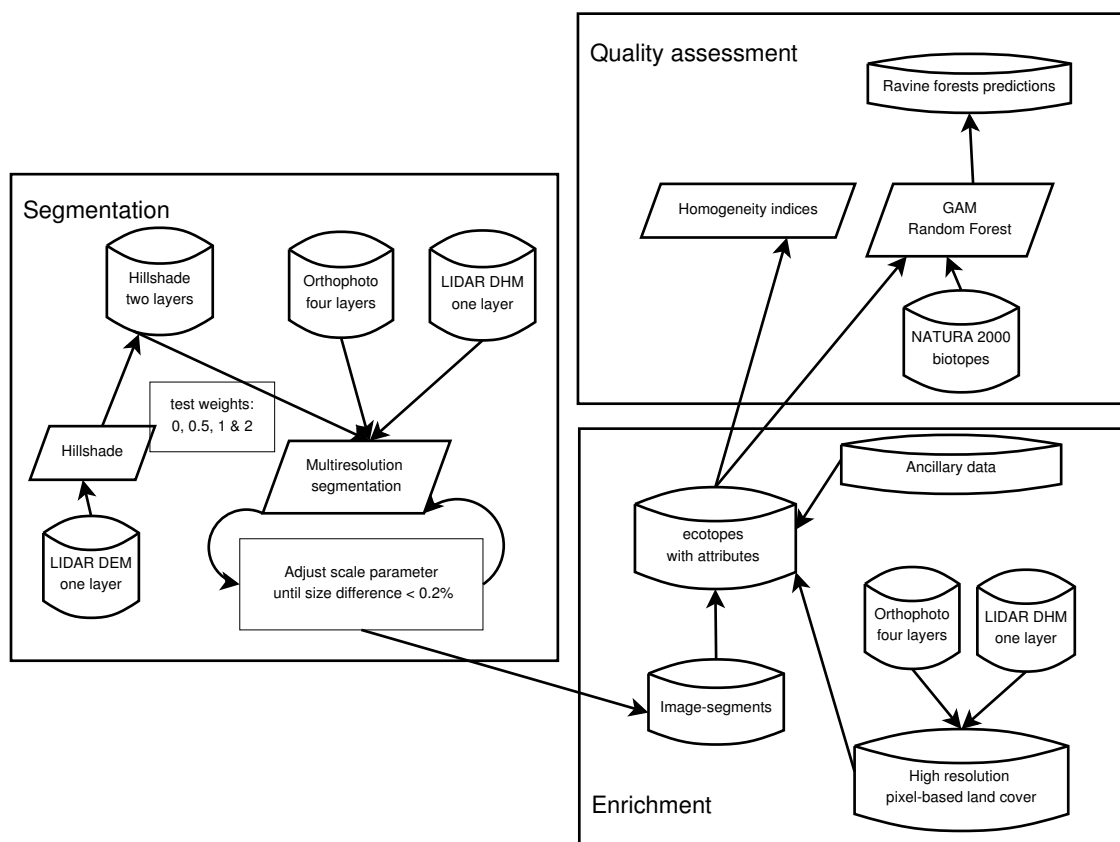 Quality assessment
Ravine forests predictions
Homogeneity indices
GAM
Random Forest
NATURA 2000
biotopes
Segmentation
Hillshade
two layers
Orthophoto
four layers
LIDAR DHM
one layer
test weights:
0, 0.5, 1 & 2
Hillshade
Multiresolution
segmentation
LIDAR DEM
one layer
Adjust scale parameter
until size difference < 0.2%
Ancillary data
ecotopes
with attributes
Orthophoto
four layers
LIDAR DHM
one layer
Image-segments
High resolution
pixel-based land cover
Enrichment